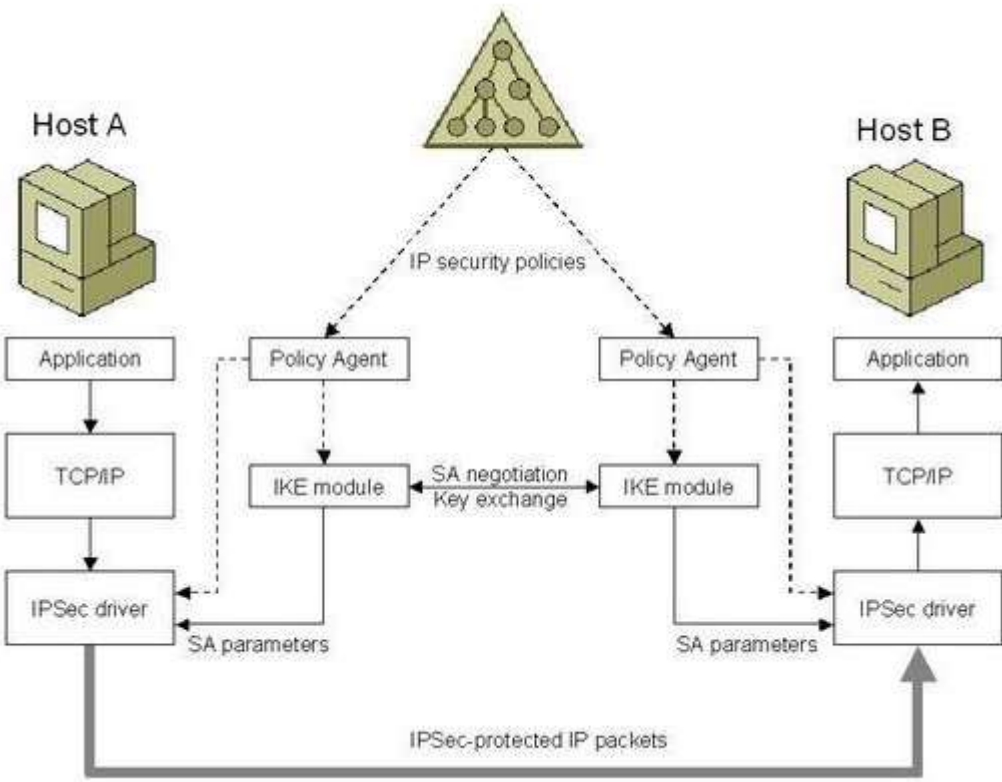 Host A
Host B
IP security policies
Application
Policy Agent
Policy Agent
Application
TCP/IP
IKE module
SA negotiation
Key exchange
IKE module
TCP/IP
IPSec driver
SA parameters
SA parameters
IPSec driver
IPSec-protected IP packets